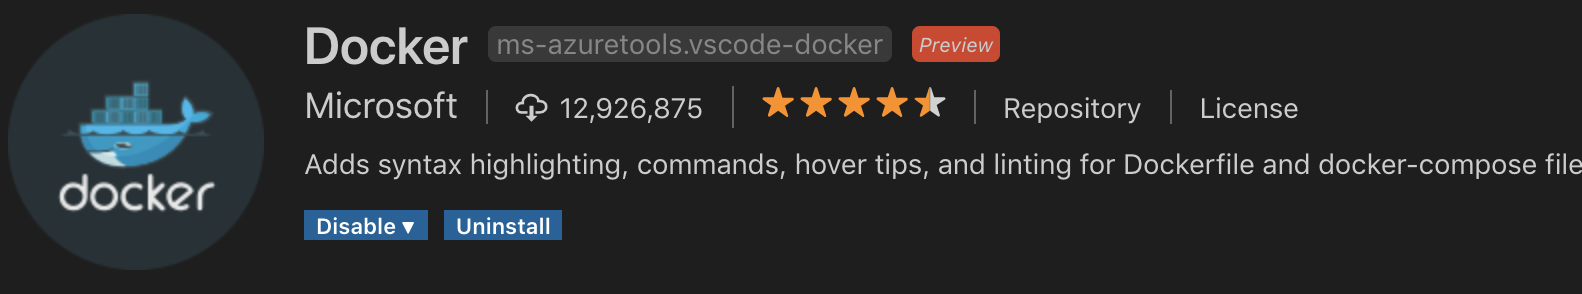 Docker ms-azuretools.vscode-docker Preview
Microsoft 12,926,875 Repository License
Adds syntax highlighting, commands, hover tips, and linting for Dockerfile and docker-compose file
docker
Disable ▾ Uninstall